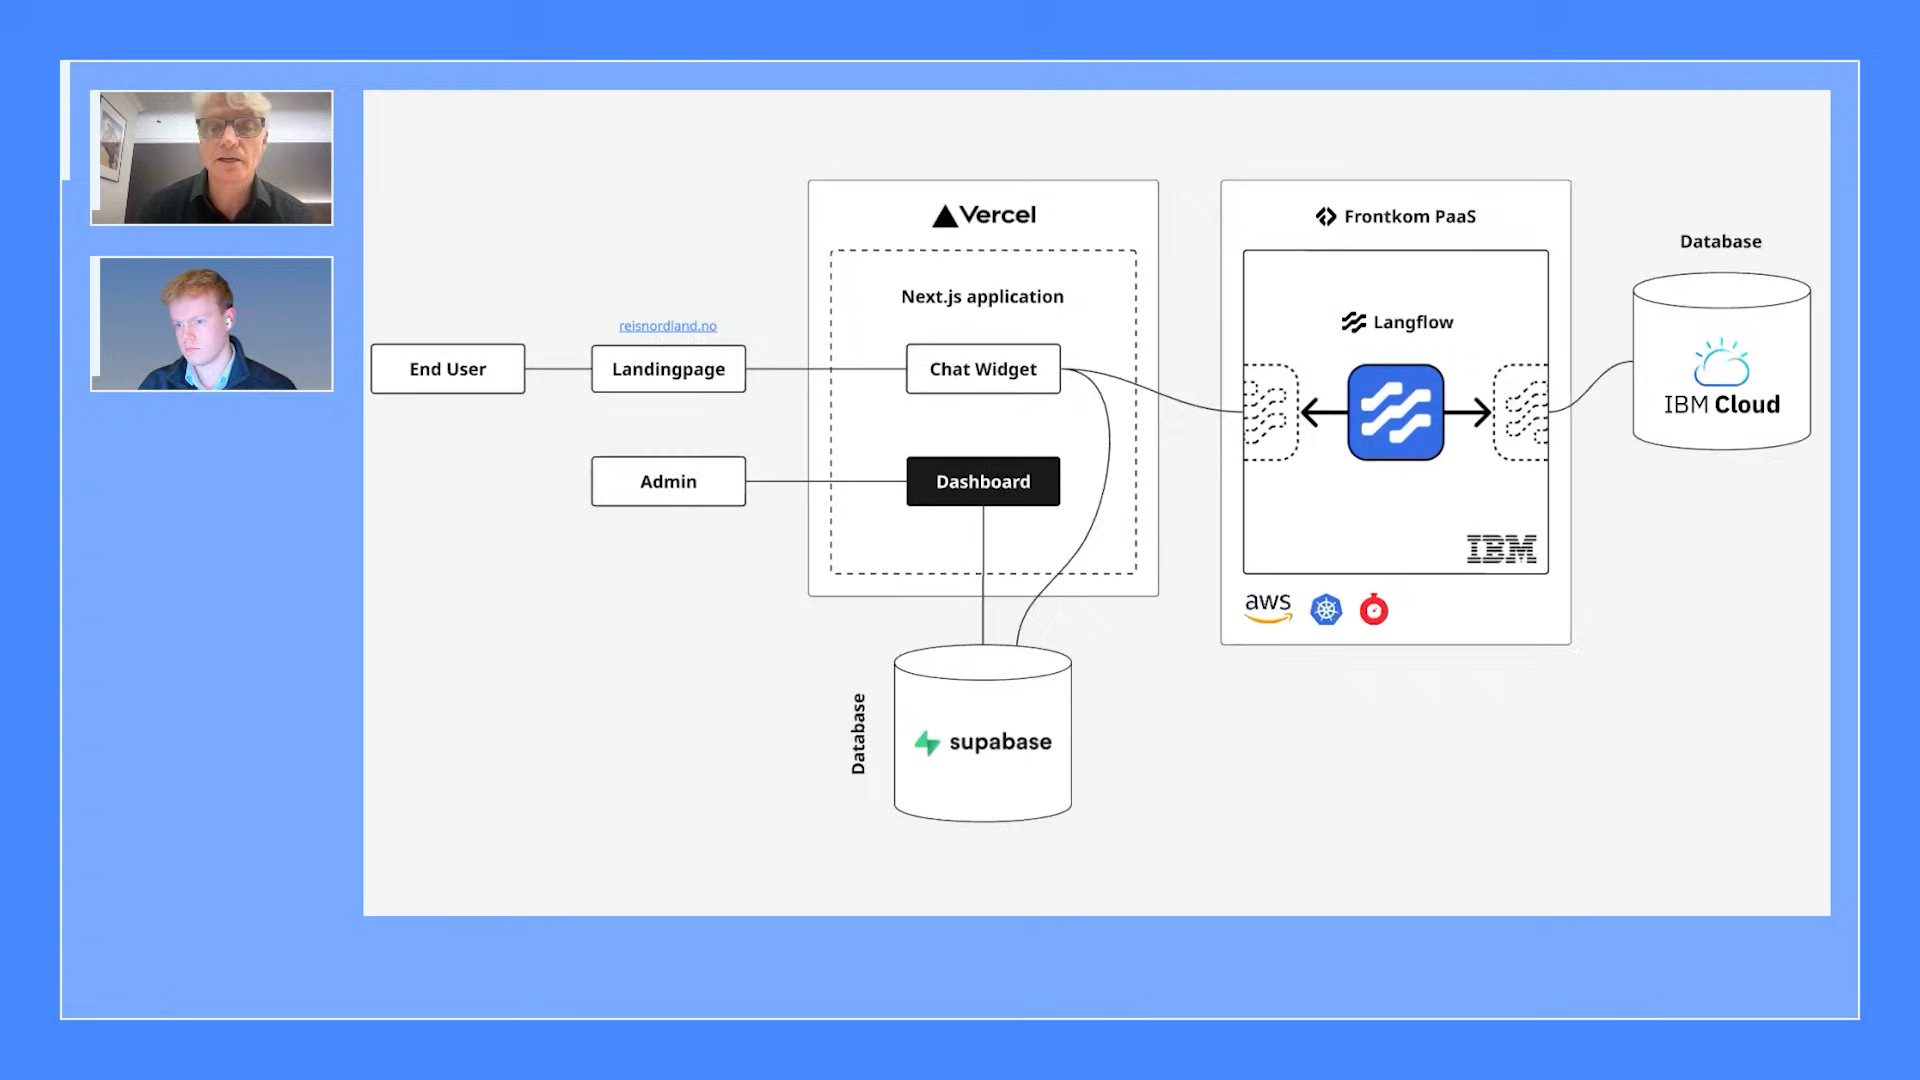 Vercel
Next.js application
reisnordland.no
End User
Landingpage
Chat Widget
Admin
Dashboard
Database
supabase
Frontkom PaaS
Langflow
IBM
aws
Database
IBM Cloud